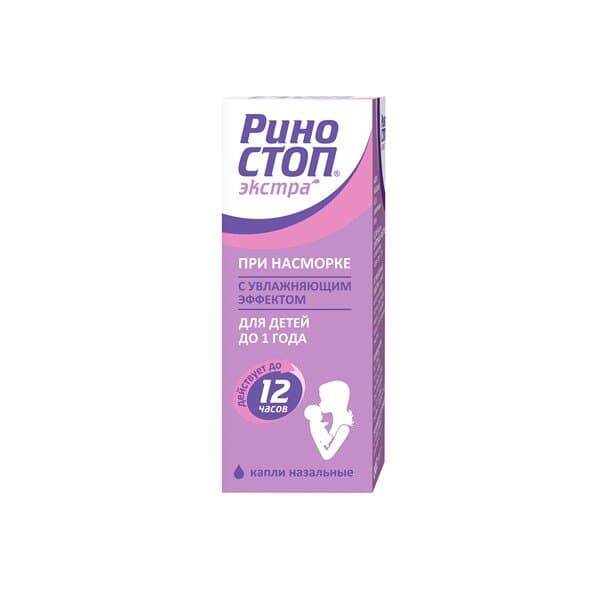 Рино
СТОП®
экстра
ПРИ НАСМОРКЕ
С УВЛАЖНЯЮЩИМ
ЭФФЕКТОМ
ДЛЯ ДЕТЕЙ
ДО 1 ГОДА
действует до
12
часов
капли назальные